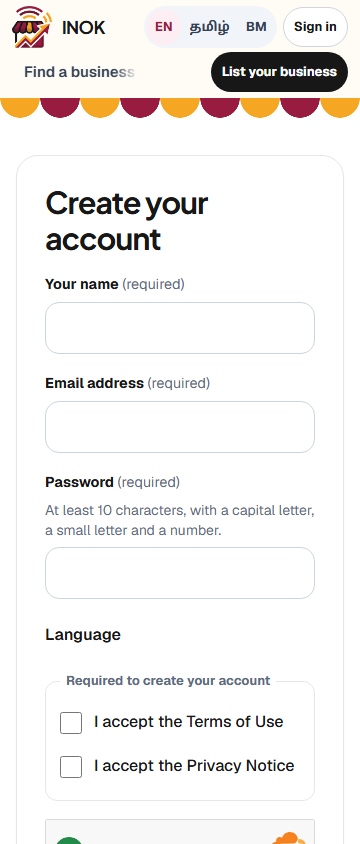 INOK
EN
தமிழ்
BM
Sign in
Find a business
List your business
Create your
account
Your name (required)
Email address (required)
Password (required)
At least 10 characters, with a capital letter,
a small letter and a number.
Language
Required to create your account
I accept the Terms of Use
I accept the Privacy Notice